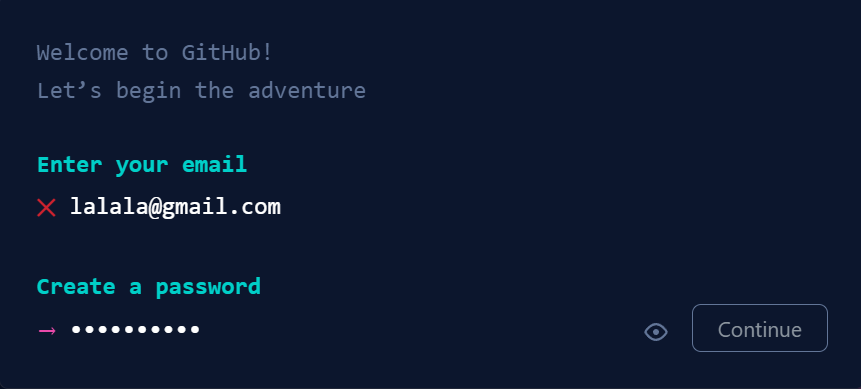 Welcome to GitHub!
Let’s begin the adventure
Enter your email
lalala@gmail.com
Create a password
→ ••••••••••
Continue